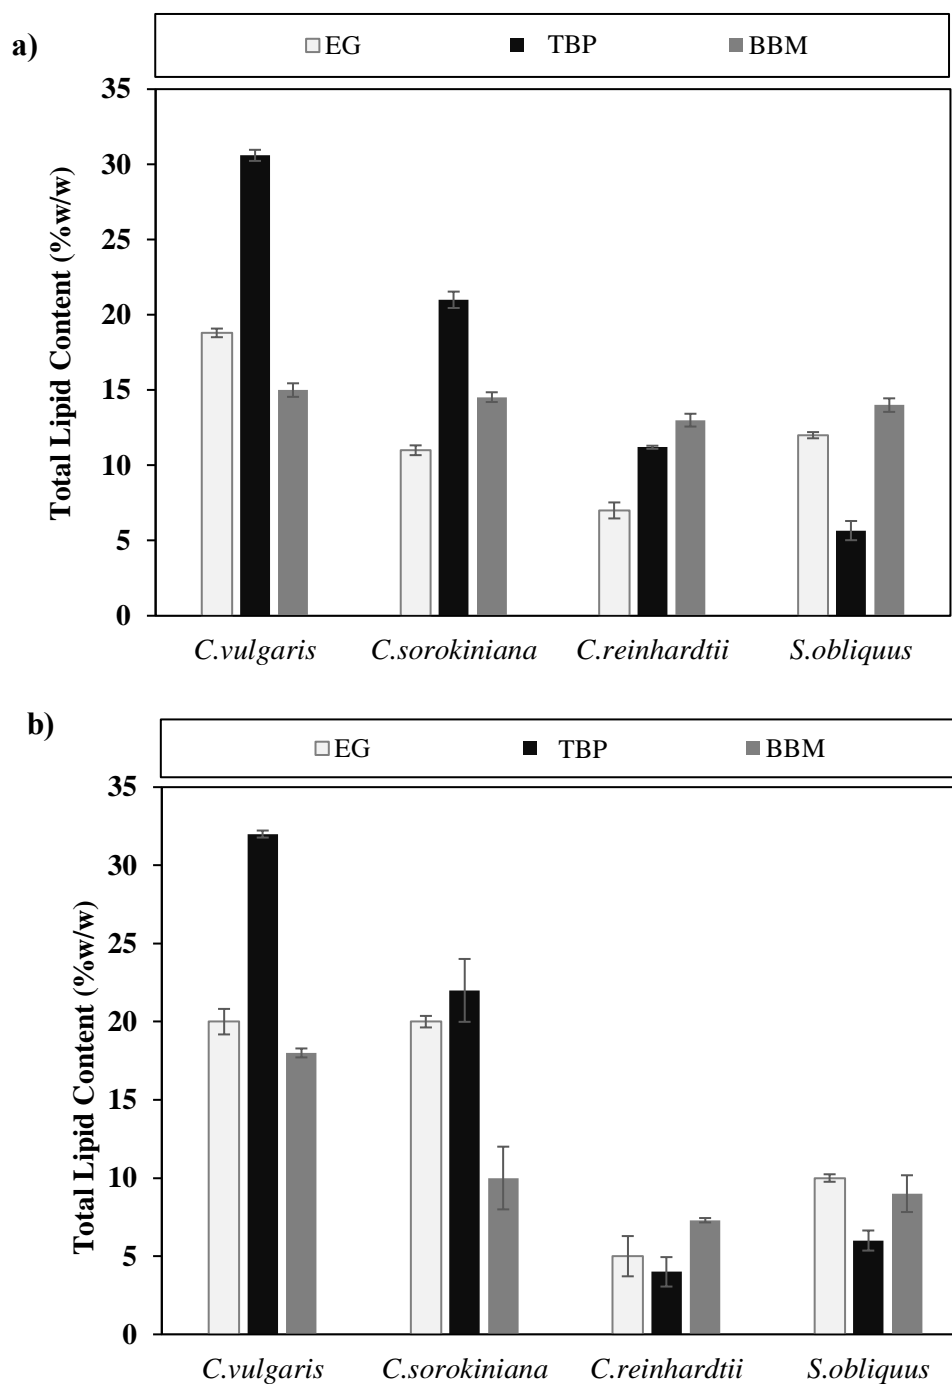 a)
EG TBP BBM
Total Lipid Content (%w/w)
35
30
25
20
15
10
5
0
C.vulgaris C.sorokiniana C.reinhardtii S.obliquus
b)
EG TBP BBM
Total Lipid Content (%w/w)
35
30
25
20
15
10
5
0
C.vulgaris C.sorokiniana C.reinhardtii S.obliquus